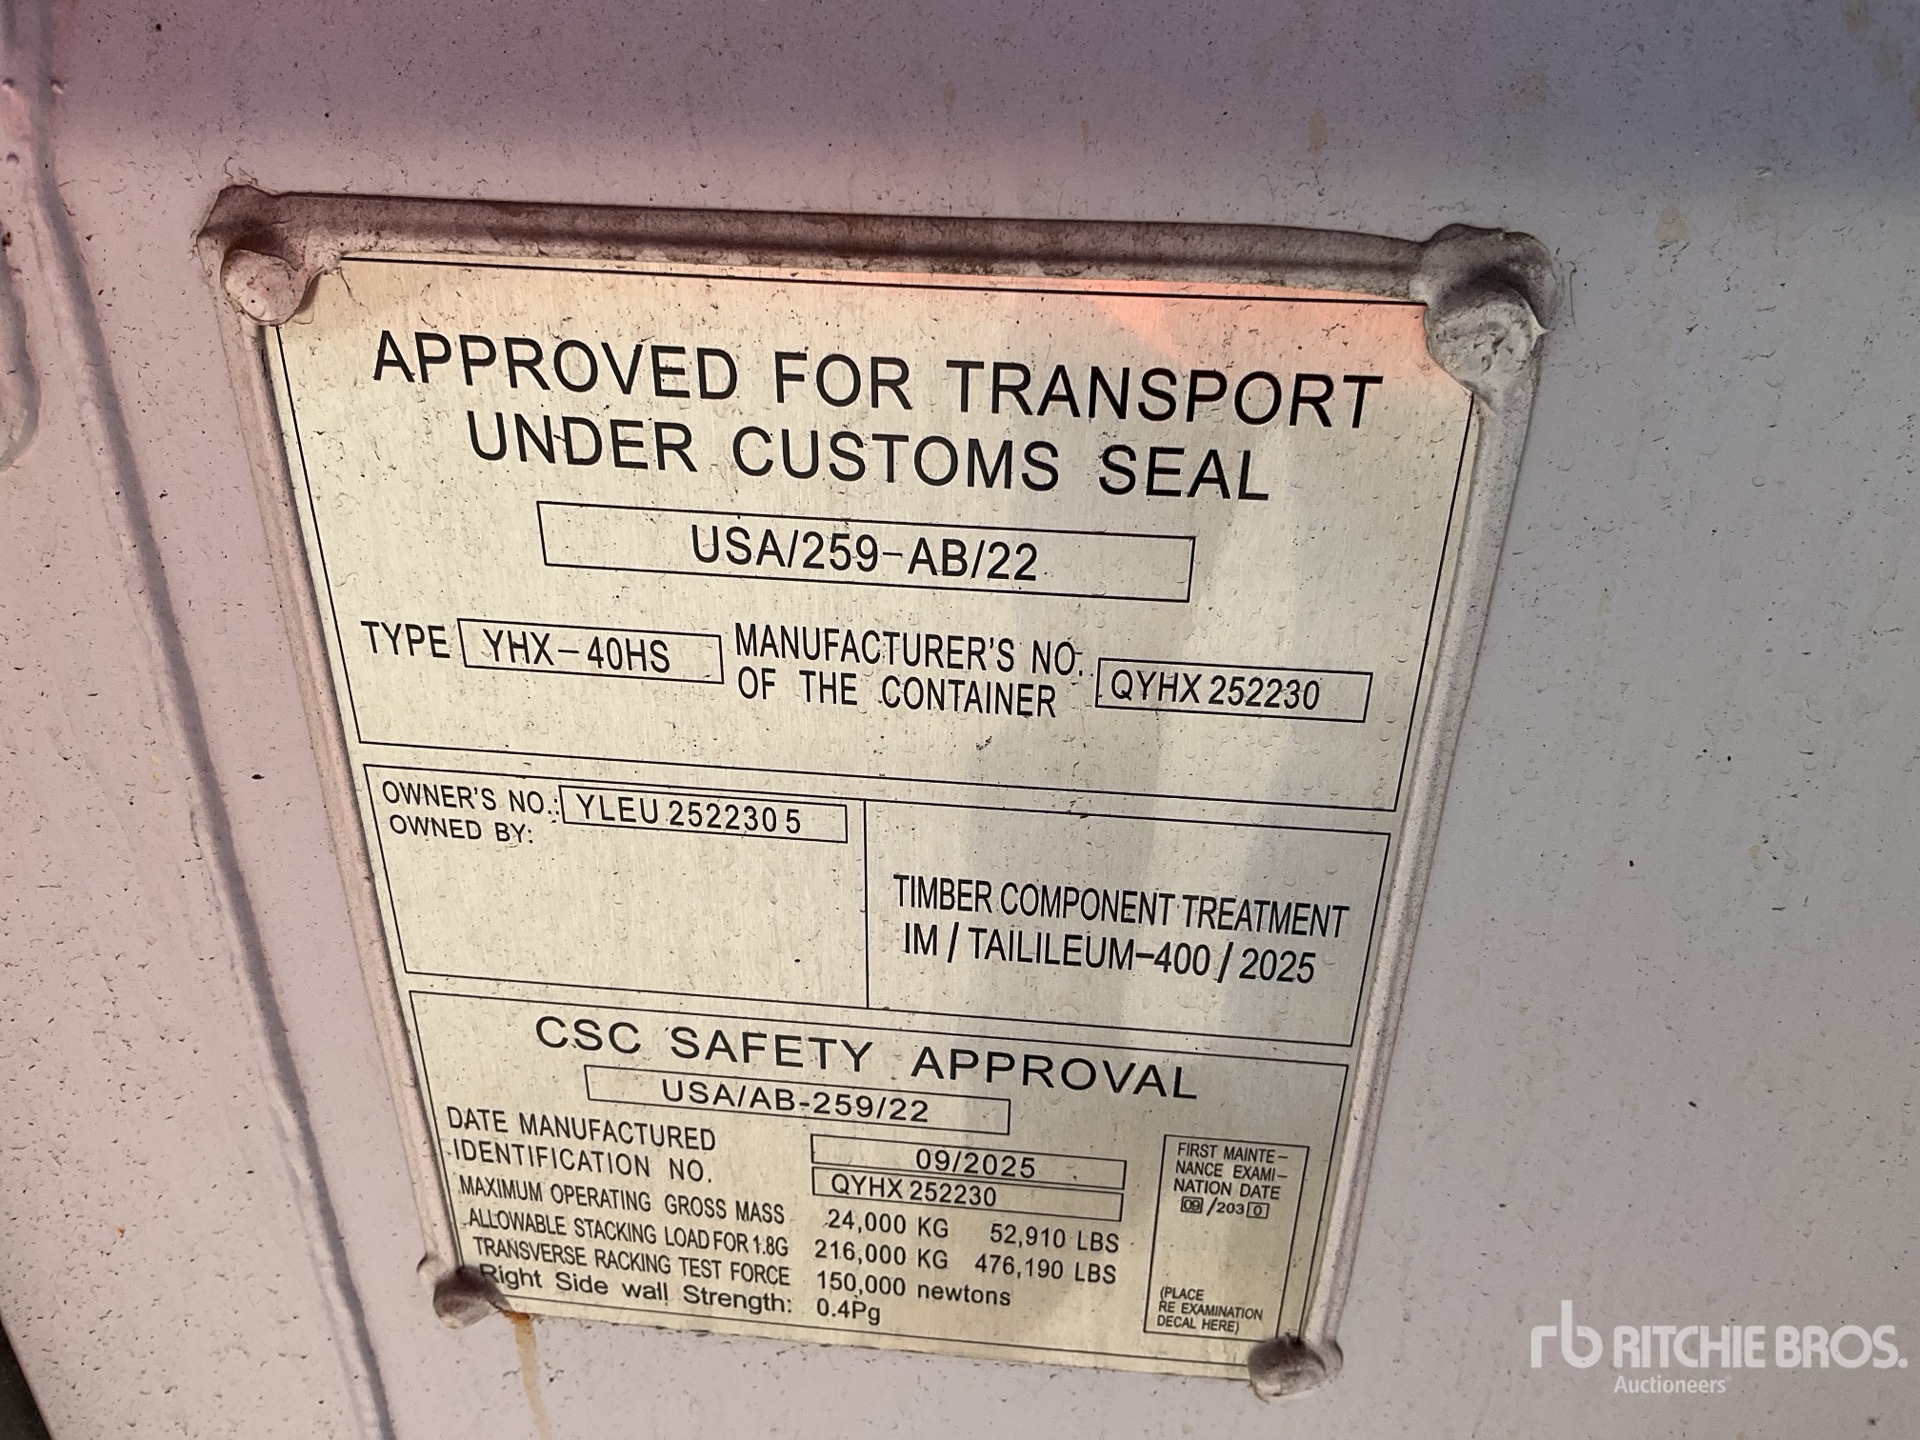 APPROVED FOR TRANSPORT
UNDER CUSTOMS SEAL
USA/259-AB/22
TYPE YHX-40HS MANUFACTURER'S NO. OF THE CONTAINER QYHX 252230
OWNER'S NO.: YLEU 252230 5
OWNED BY:
TIMBER COMPONENT TREATMENT
IM / TAILILEUM-400 / 2025
CSC SAFETY APPROVAL
USA/AB-259/22
DATE MANUFACTURED 09/2025
IDENTIFICATION NO. QYHX 252230
MAXIMUM OPERATING GROSS MASS 24,000 KG 52,910 LBS
ALLOWABLE STACKING LOAD FOR 1.8G 216,000 KG 476,190 LBS
TRANSVERSE RACKING TEST FORCE 150,000 newtons
Right Side wall Strength: 0.4Pg
FIRST MAINTE-
NANCE EXAMI-
NATION DATE
09/2030
(PLACE
RE EXAMINATION
DECAL HERE)
rb RITCHIE BROS.
Auctioneers